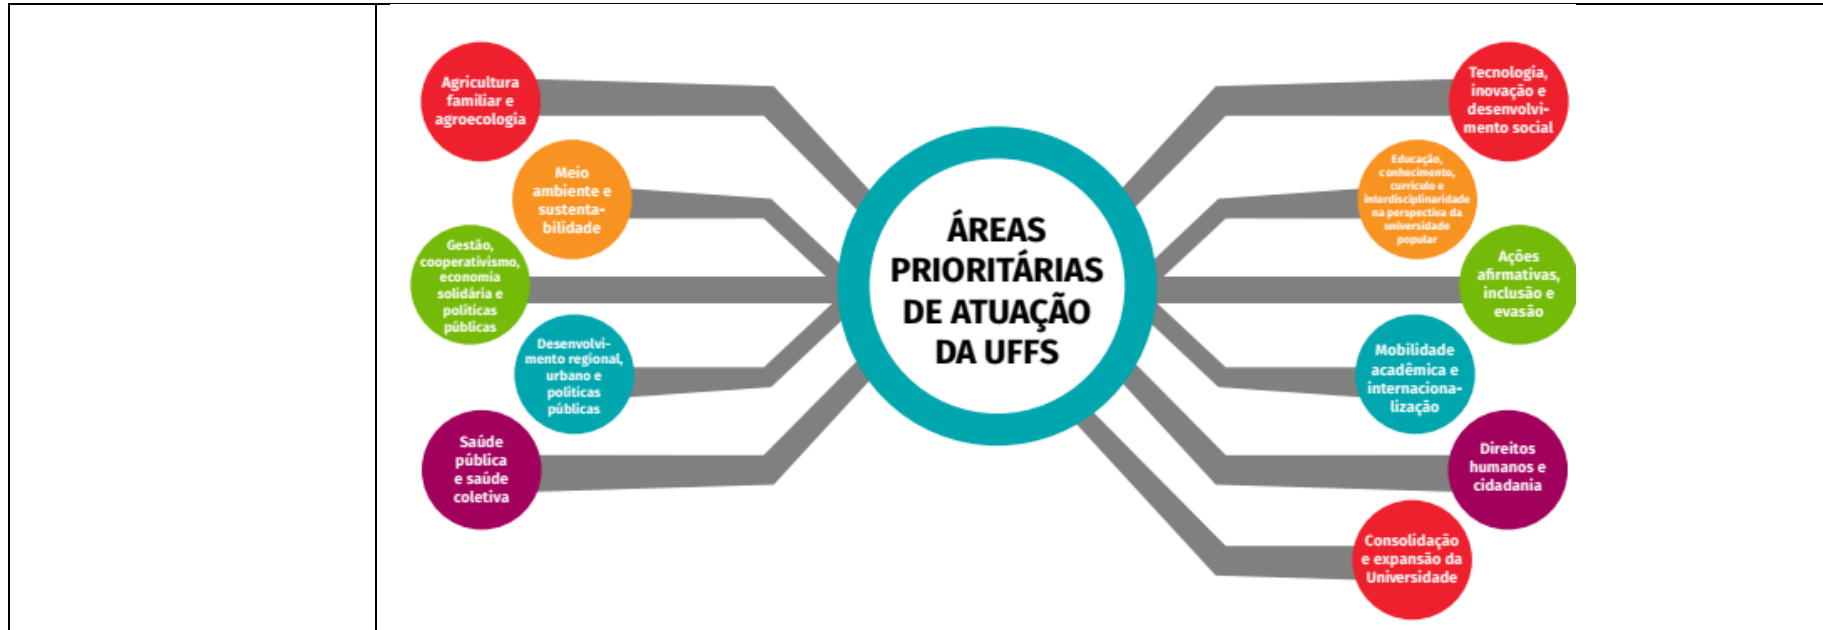 Agricultura
familiar e
agroecologia
Meio
ambiente e
sustenta-
bilidade
Gestão,
cooperativismo,
economia
solidária e
políticas
públicas
Desenvolvi-
mento regional,
urbano e
políticas
públicas
Saúde
pública
e saúde
coletiva
ÁREAS
PRIORITÁRIAS
DE ATUAÇÃO
DA UFFS
Tecnologia,
inovação e
desenvolvi-
mento social
Educação,
conhecimento,
currículo e
interdisciplinaridade
na perspectiva da
universidade
popular
Ações
afirmativas,
inclusão e
evasão
Mobilidade
acadêmica e
internaciona-
lização
Direitos
humanos e
cidadania
Consolidação
e expansão da
Universidade